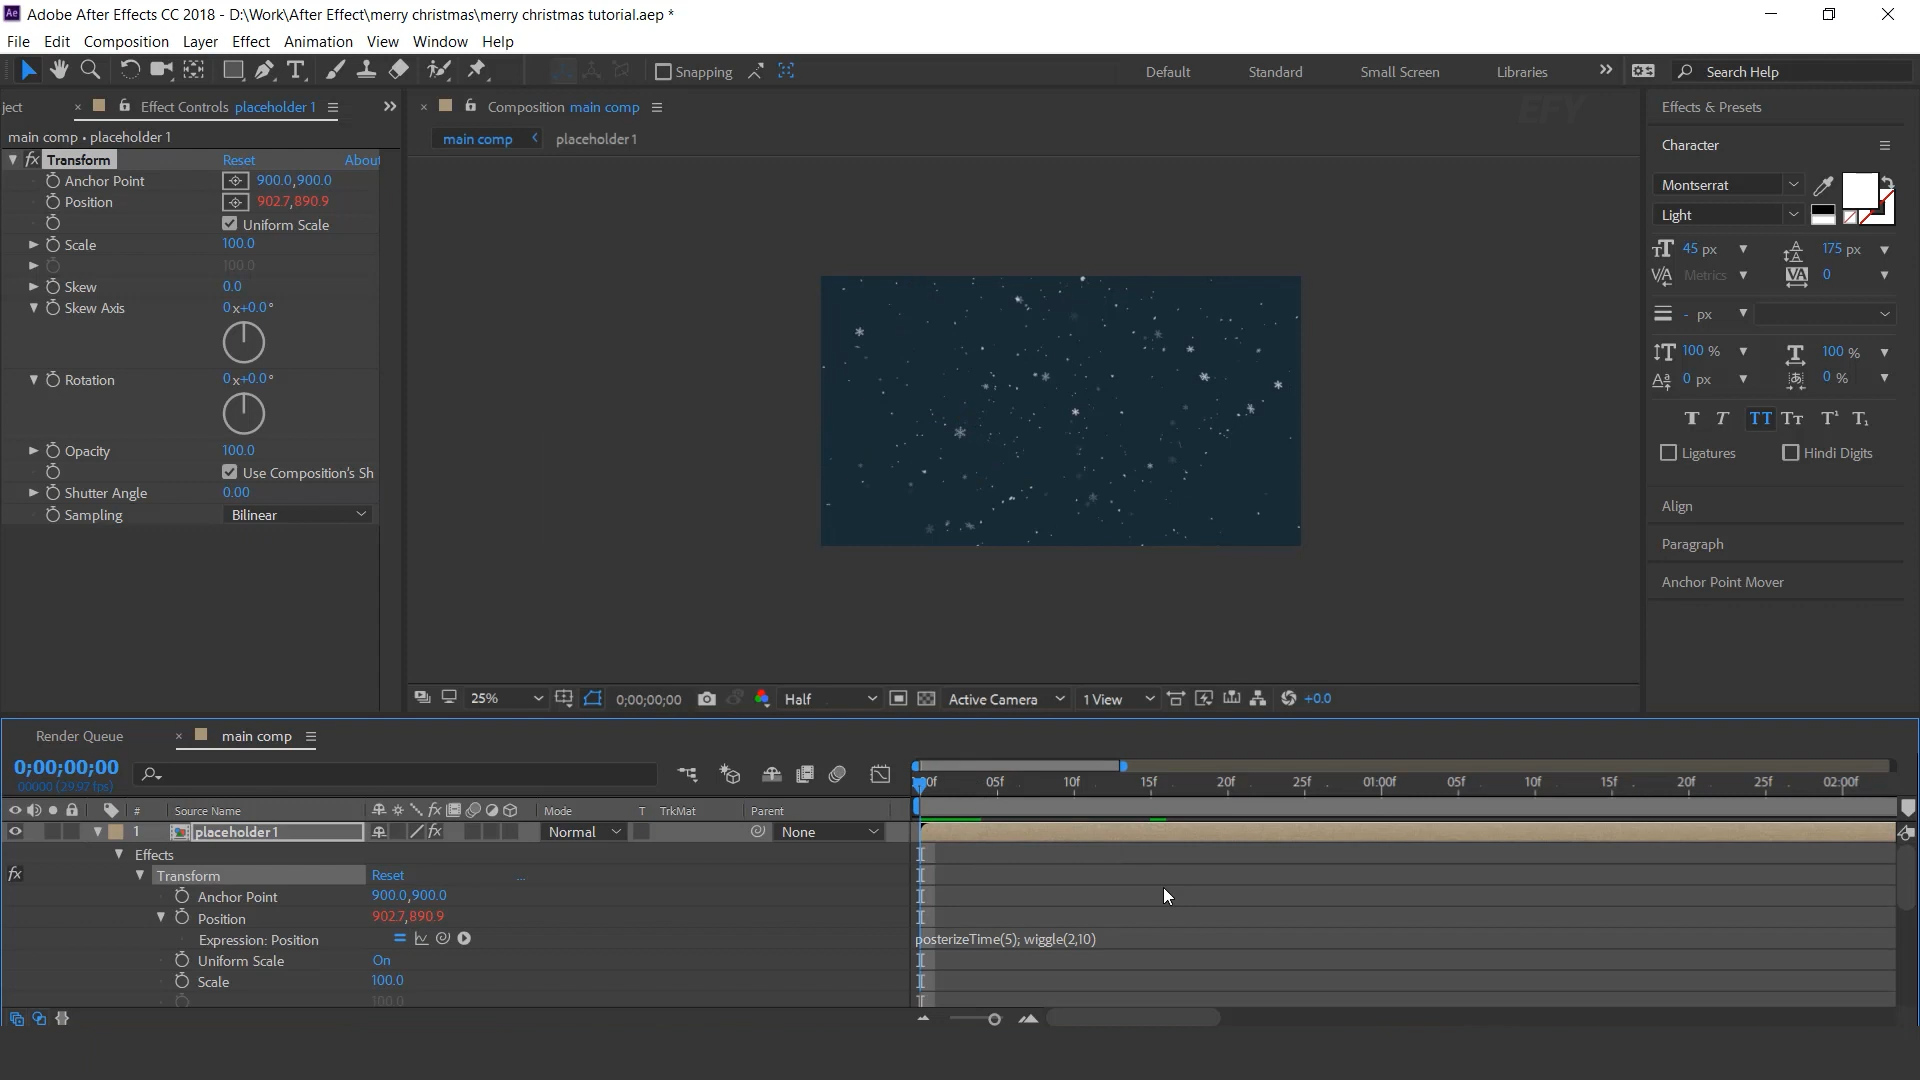 Adobe After Effects CC 2018 - D:\Work\After Effect\merry christmas\merry christmas tutorial.aep *
File Edit Composition Layer Effect Animation View Window Help
Snapping Default Standard Small Screen Libraries Search Help
ject Effect Controls placeholder 1
main comp • placeholder 1
Transform Reset About
Anchor Point 900.0,900.0
Position 902.7,890.9
Uniform Scale
Scale 100.0
100.0
Skew 0.0
Skew Axis 0x+0.0°
Rotation 0x+0.0°
Opacity 100.0
Use Composition's Sh
Shutter Angle 0.00
Sampling Bilinear
Composition main comp
main comp placeholder 1
EFY
25% 0;00;00;00 Half Active Camera 1 View +0.0
Effects & Presets
Character
Montserrat
Light
45 px 175 px
Metrics 0
- px
100 % 100 %
0 px 0 %
Ligatures Hindi Digits
Align
Paragraph
Anchor Point Mover
Render Queue main comp
0;00;00;00
00000 (29.97 fps)
:00f 05f 10f 15f 20f 25f 01:00f 05f 10f 15f 20f 25f 02:00f
# Source Name Mode T TrkMat Parent
1 placeholder 1 Normal None
Effects
Transform Reset ...
Anchor Point 900.0,900.0
Position 902.7,890.9
Expression: Position posterizeTime(5); wiggle(2,10)
Uniform Scale On
Scale 100.0
100.0